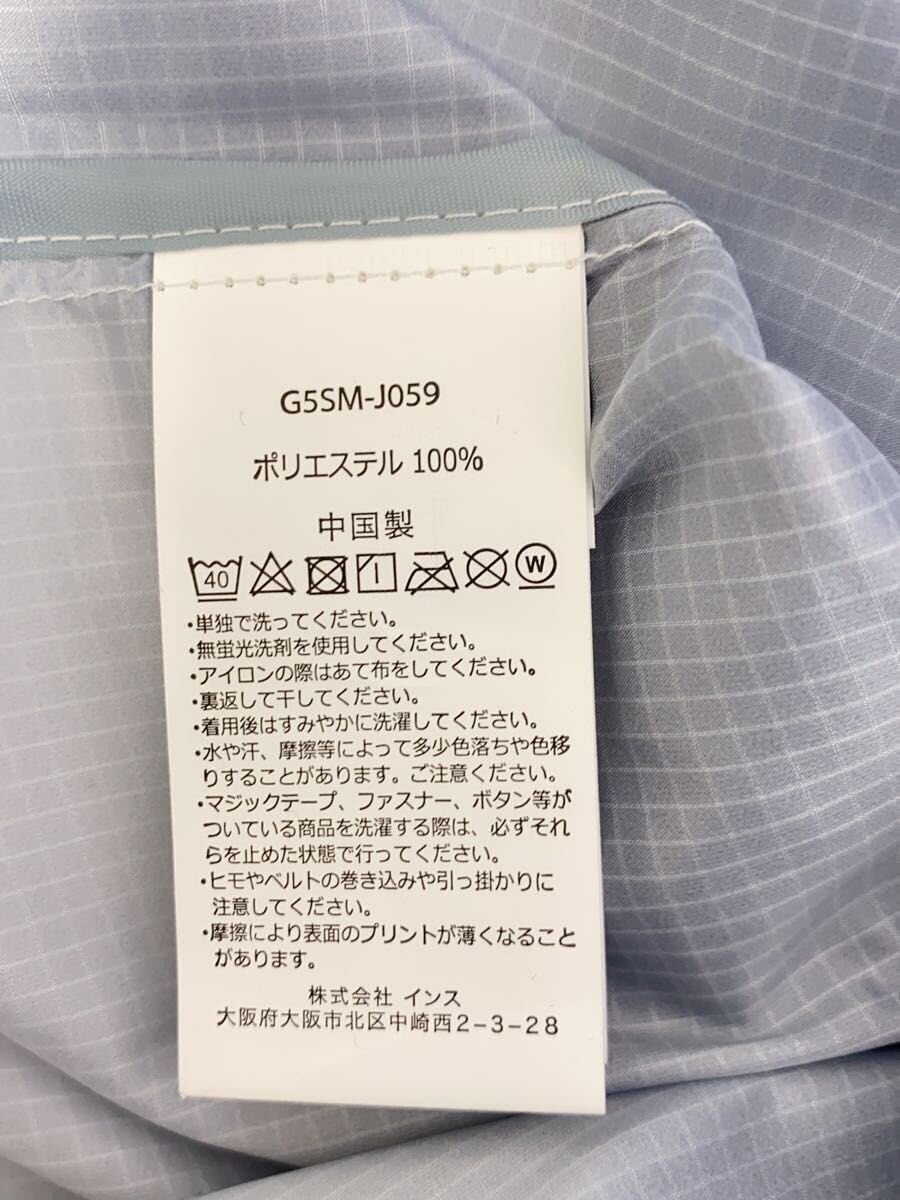 G5SM-J059
ポリエステル 100%
中国製
40 W
・単独で洗ってください。
・無蛍光洗剤を使用してください。
・アイロンの際はあて布をしてください。
・裏返して干してください。
・着用後はすみやかに洗濯してください。
・水や汗、摩擦等によって多少色落ちや色移
りすることがあります。ご注意ください。
・マジックテープ、ファスナー、ボタン等が
ついている商品を洗濯する際は、必ずそれ
らを止めた状態で行ってください。
・ヒモやベルトの巻き込みや引っ掛かりに
注意してください。
・摩擦により表面のプリントが薄くなること
があります。
株式会社 インス
大阪府大阪市北区中崎西2-3-28